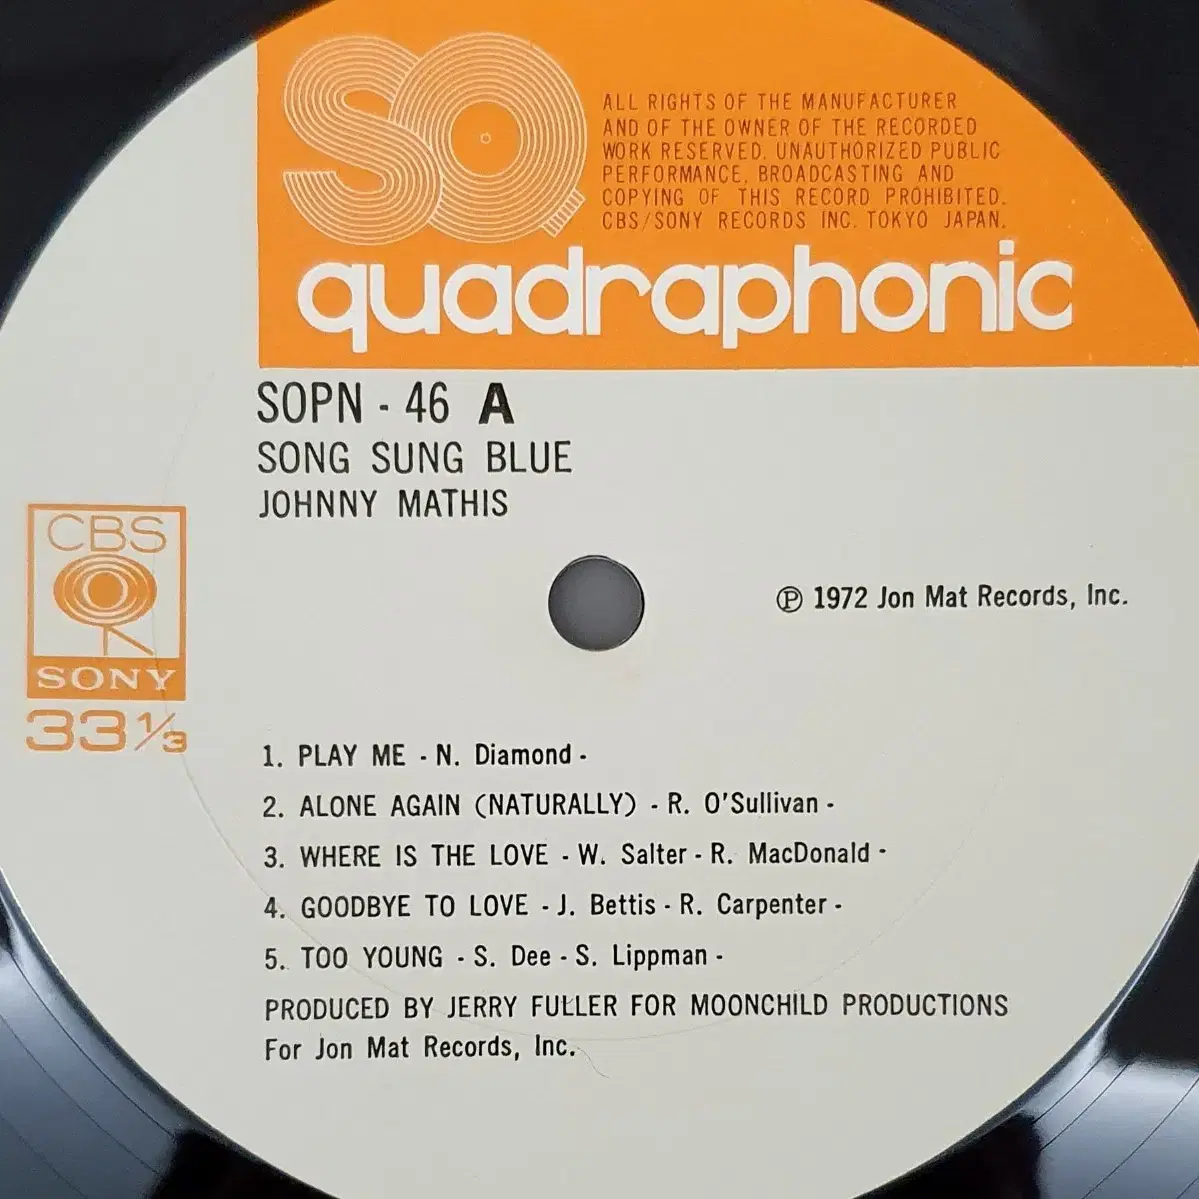 SQ
ALL RIGHTS OF THE MANUFACTURER
AND OF THE OWNER OF THE RECORDED
WORK RESERVED. UNAUTHORIZED PUBLIC
PERFORMANCE, BROADCASTING AND
COPYING OF THIS RECORD PROHIBITED.
CBS/SONY RECORDS INC. TOKYO JAPAN.
quadraphonic
SOPN - 46 A
SONG SUNG BLUE
JOHNNY MATHIS
CBS
SONY
33 1/3
Ⓟ 1972 Jon Mat Records, Inc.
1. PLAY ME - N. Diamond -
2. ALONE AGAIN (NATURALLY) - R. O'Sullivan -
3. WHERE IS THE LOVE - W. Salter - R. MacDonald -
4. GOODBYE TO LOVE - J. Bettis - R. Carpenter -
5. TOO YOUNG - S. Dee - S. Lippman -
PRODUCED BY JERRY FULLER FOR MOONCHILD PRODUCTIONS
For Jon Mat Records, Inc.